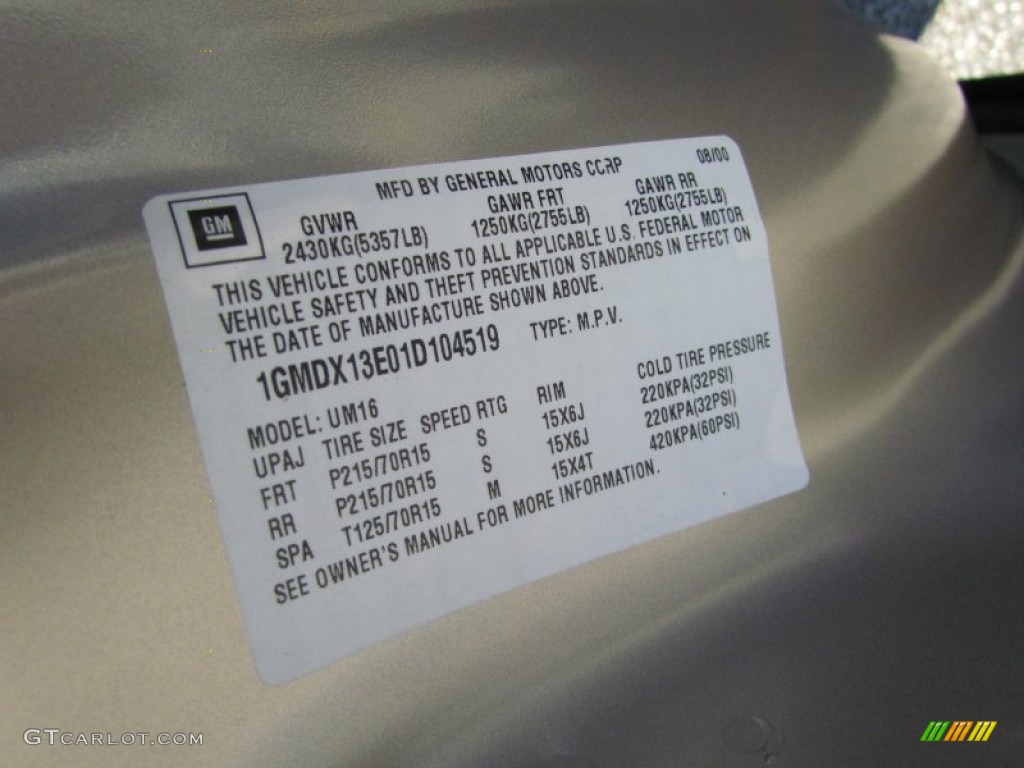 MFD BY GENERAL MOTORS CCRP 08/00
GM
GVWR GAWR FRT GAWR RR
2430KG(5357LB) 1250KG(2755LB) 1250KG(2755LB)
THIS VEHICLE CONFORMS TO ALL APPLICABLE U.S. FEDERAL MOTOR
VEHICLE SAFETY AND THEFT PREVENTION STANDARDS IN EFFECT ON
THE DATE OF MANUFACTURE SHOWN ABOVE.
1GMDX13E01D104519 TYPE: M.P.V.
MODEL: UM16
UPAJ TIRE SIZE SPEED RTG RIM COLD TIRE PRESSURE
FRT P215/70R15 S 15X6J 220KPA(32PSI)
RR P215/70R15 S 15X6J 220KPA(32PSI)
SPA T125/70R15 M 15X4T 420KPA(60PSI)
SEE OWNER'S MANUAL FOR MORE INFORMATION.
GTCARLOT.COM